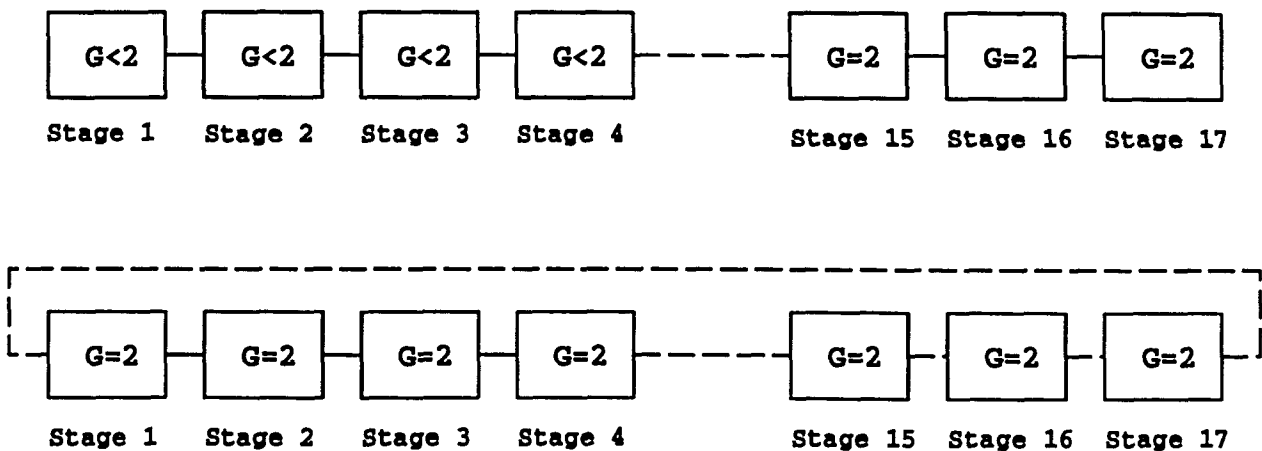 G<2 G<2 G<2 G<2 G=2 G=2 G=2
Stage 1 Stage 2 Stage 3 Stage 4 Stage 15 Stage 16 Stage 17
G=2 G=2 G=2 G=2 G=2 G=2 G=2
Stage 1 Stage 2 Stage 3 Stage 4 Stage 15 Stage 16 Stage 17